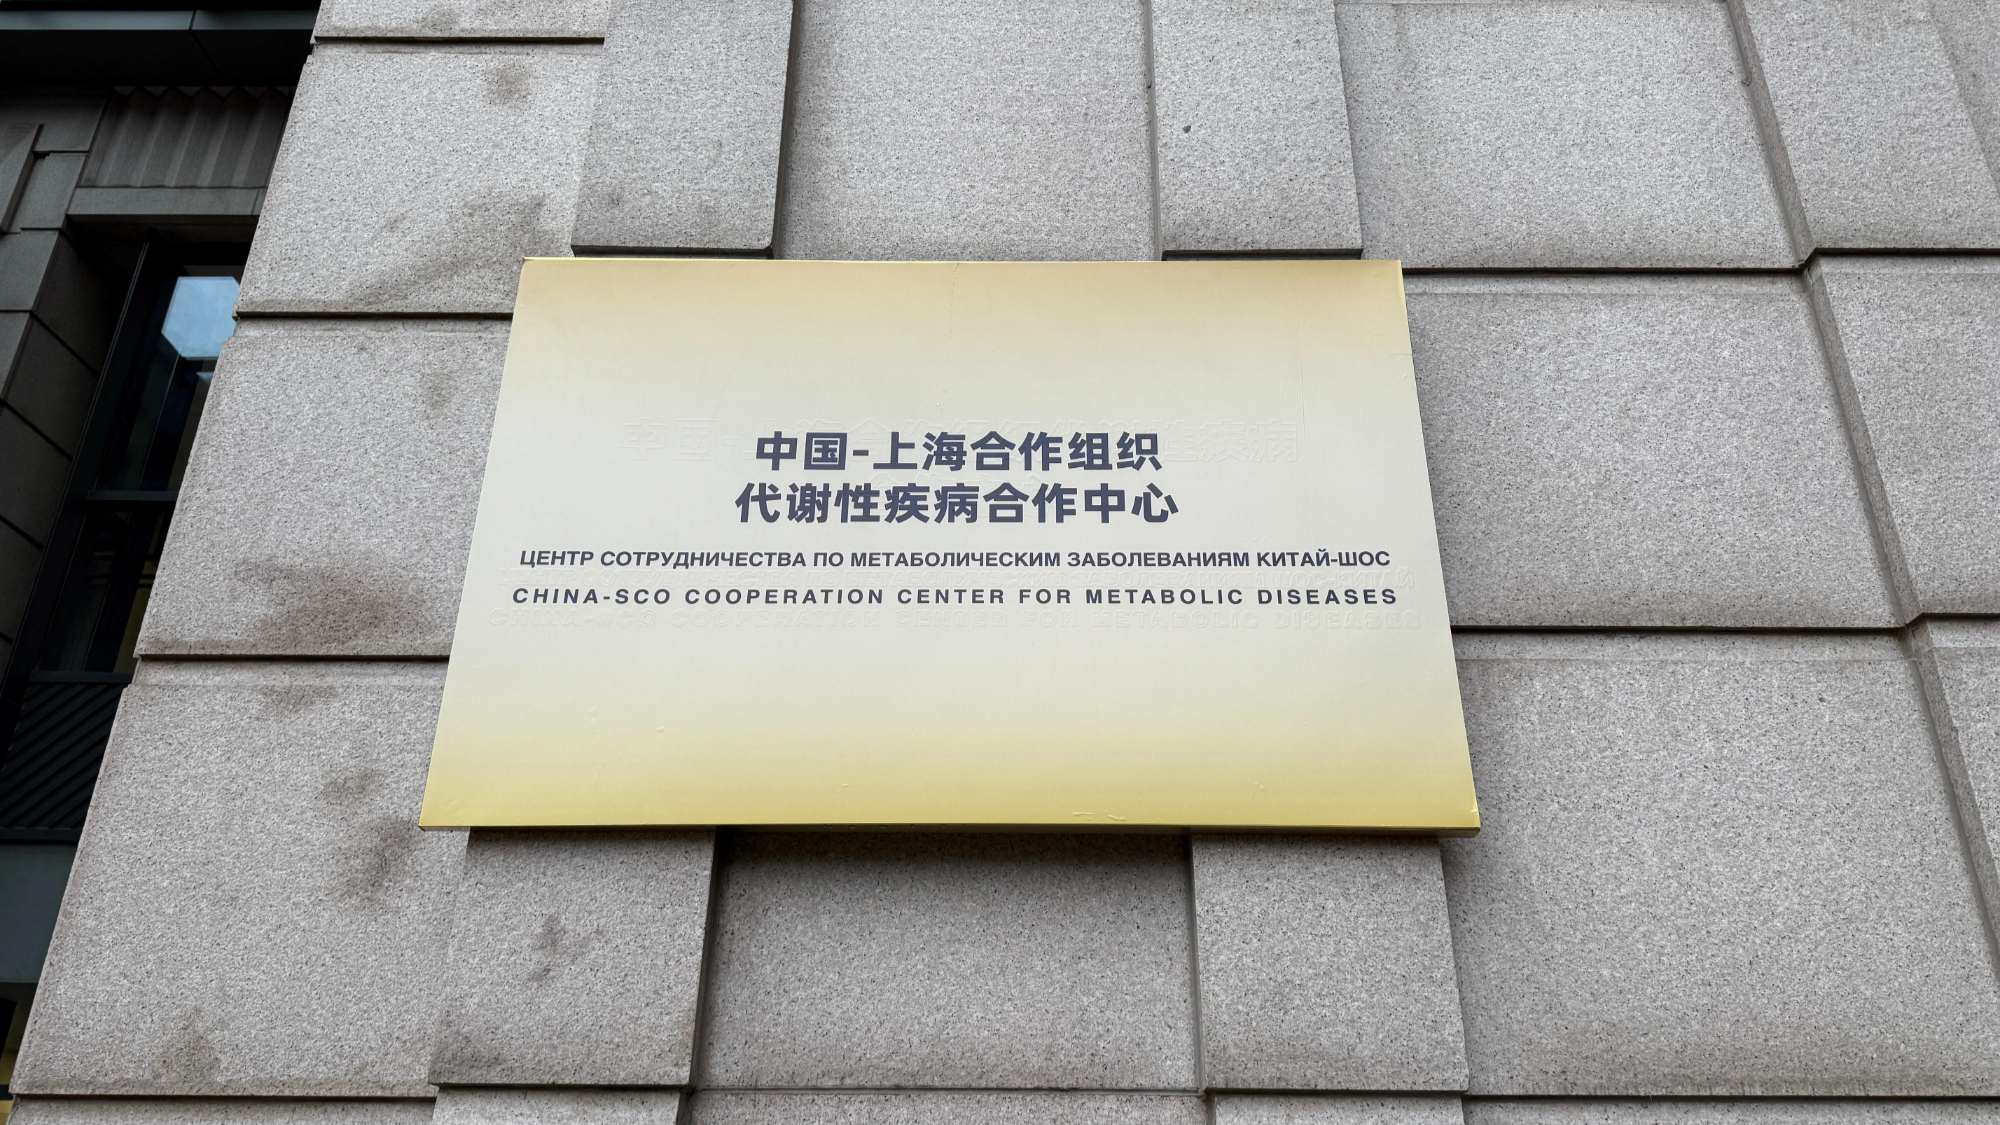 中国-上海合作组织
代谢性疾病合作中心
ЦЕНТР СОТРУДНИЧЕСТВА ПО МЕТАБОЛИЧЕСКИМ ЗАБОЛЕВАНИЯМ КИТАЙ-ШОС
CHINA-SCO COOPERATION CENTER FOR METABOLIC DISEASES